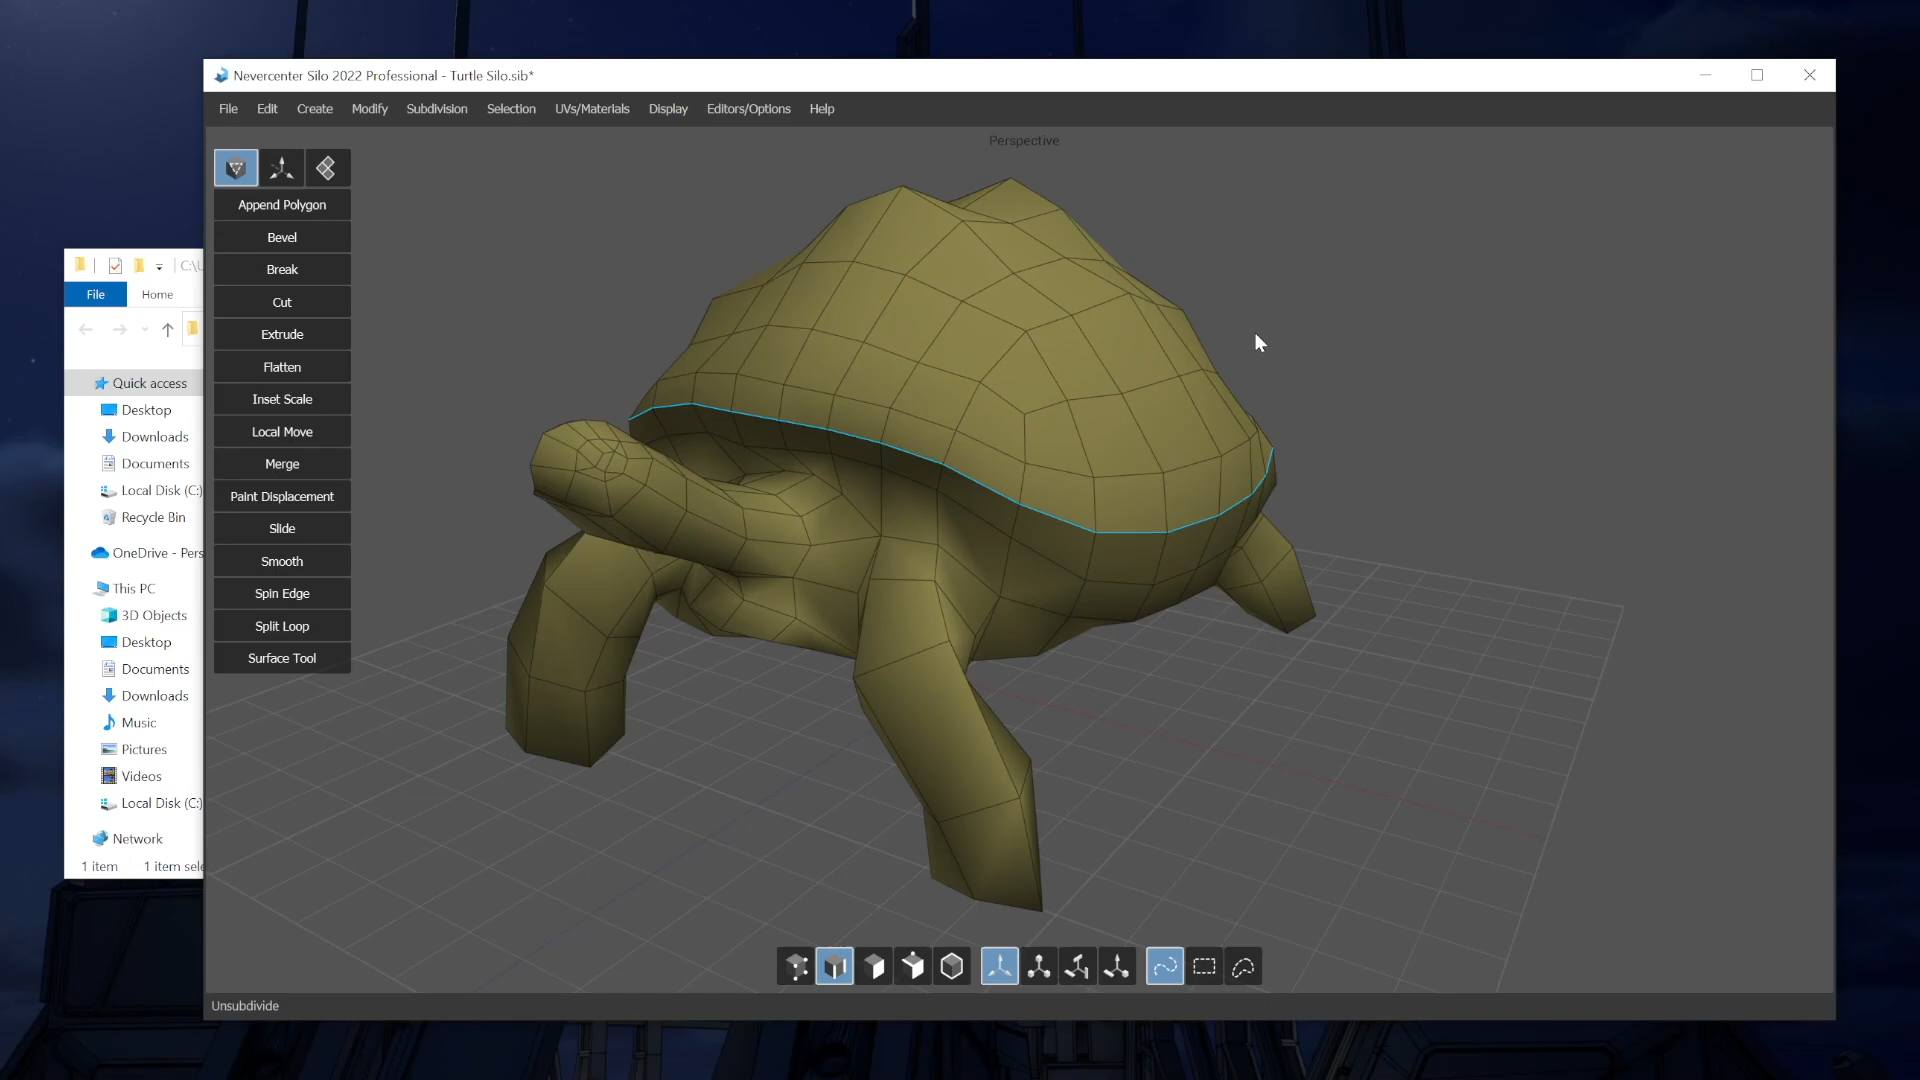 Nevercenter Silo 2022 Professional - Turtle Silo.sib*
File Edit Create Modify Subdivision Selection UVs/Materials Display Editors/Options Help
Perspective
Append Polygon
Bevel
Break
Cut
Extrude
Flatten
Inset Scale
Local Move
Merge
Paint Displacement
Slide
Smooth
Spin Edge
Split Loop
Surface Tool
Unsubdivide
C:\U
File Home
Quick access
Desktop
Downloads
Documents
Local Disk (C:)
Recycle Bin
OneDrive - Pers
This PC
3D Objects
Desktop
Documents
Downloads
Music
Pictures
Videos
Local Disk (C:)
Network
1 item 1 item sele